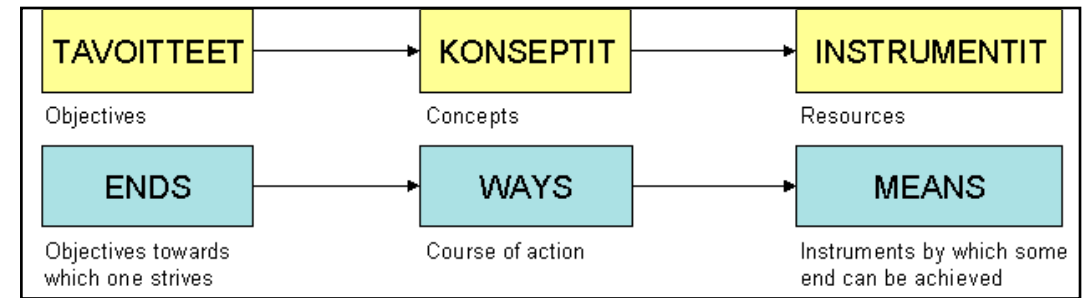 TAVOITTEET
KONSEPTIT
INSTRUMENTIT
Objectives
Concepts
Resources
ENDS
WAYS
MEANS
Objectives towards
which one strives
Course of action
Instruments by which some
end can be achieved